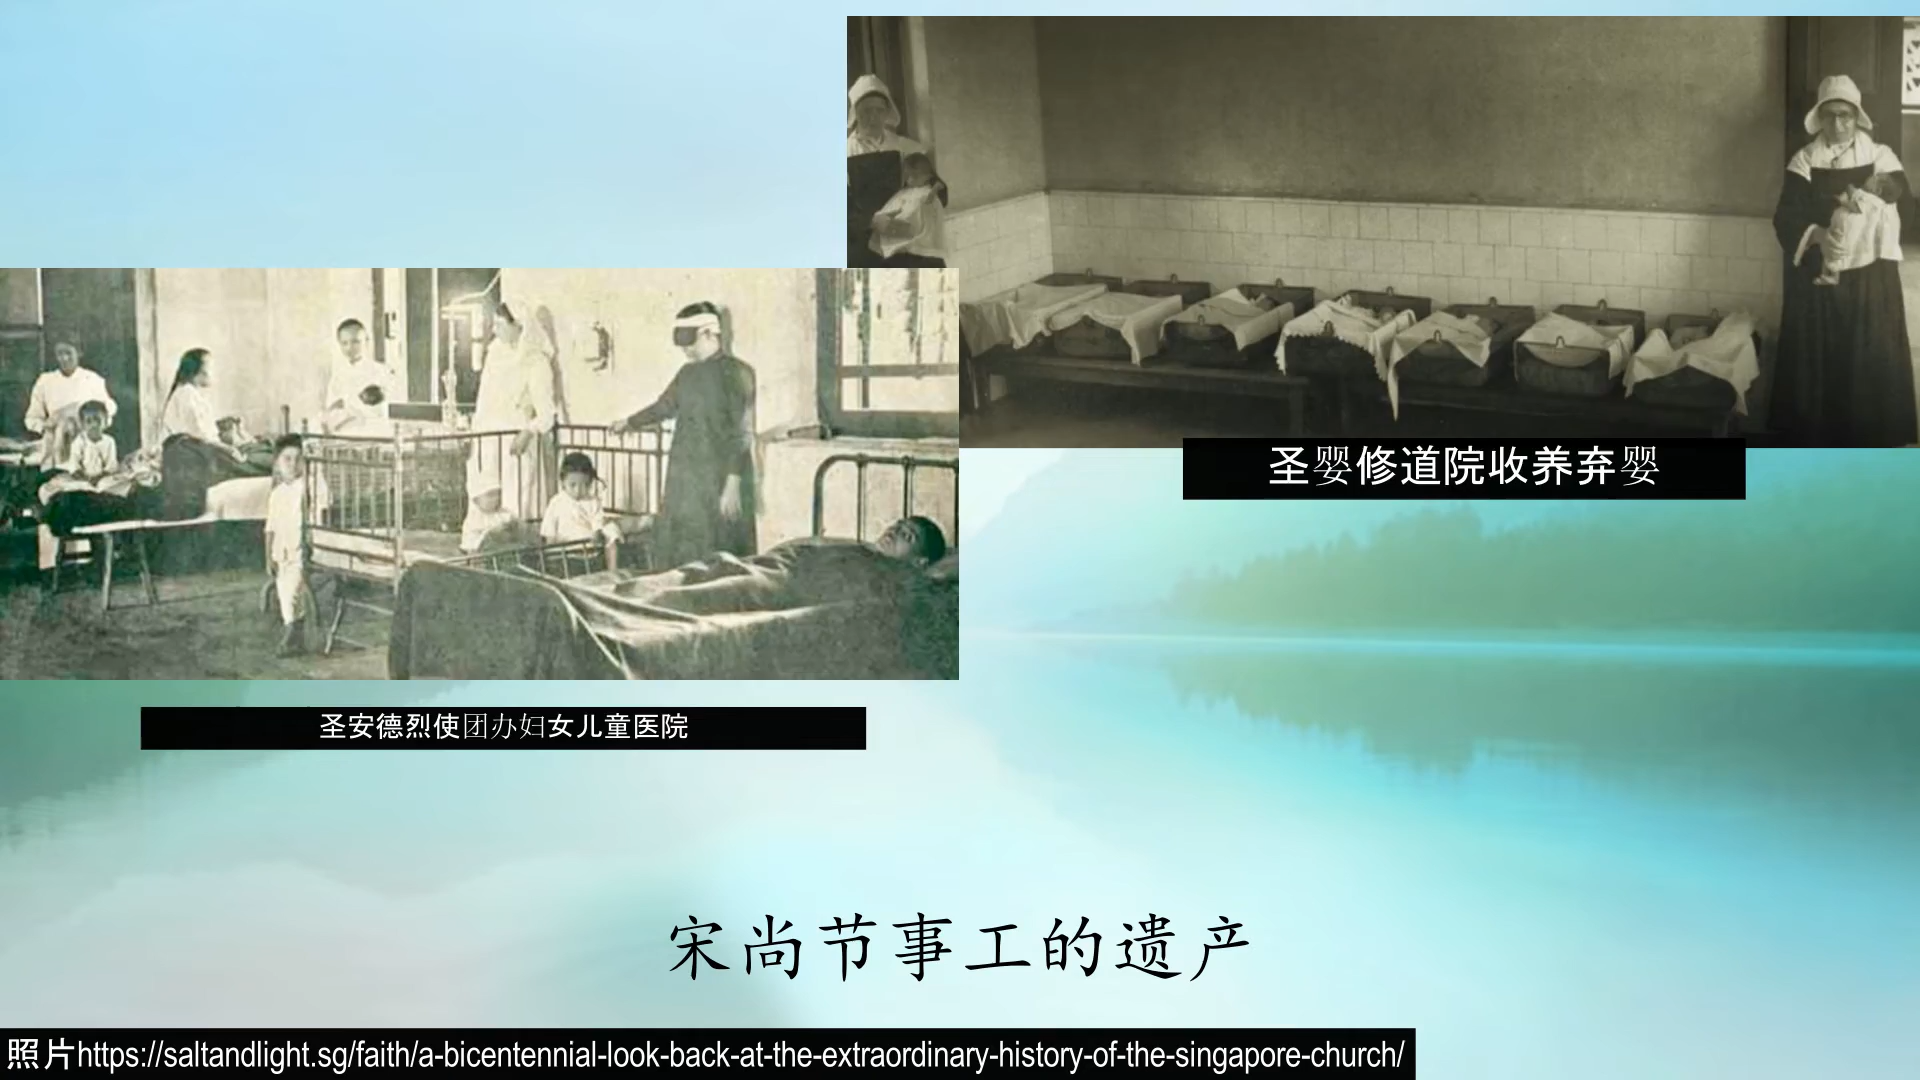 圣婴修道院收养弃婴
圣安德烈使团办妇女儿童医院
宋尚节事工的遗产
照片https://saltandlight.sg/faith/a-bicentennial-look-back-at-the-extraordinary-history-of-the-singapore-church/